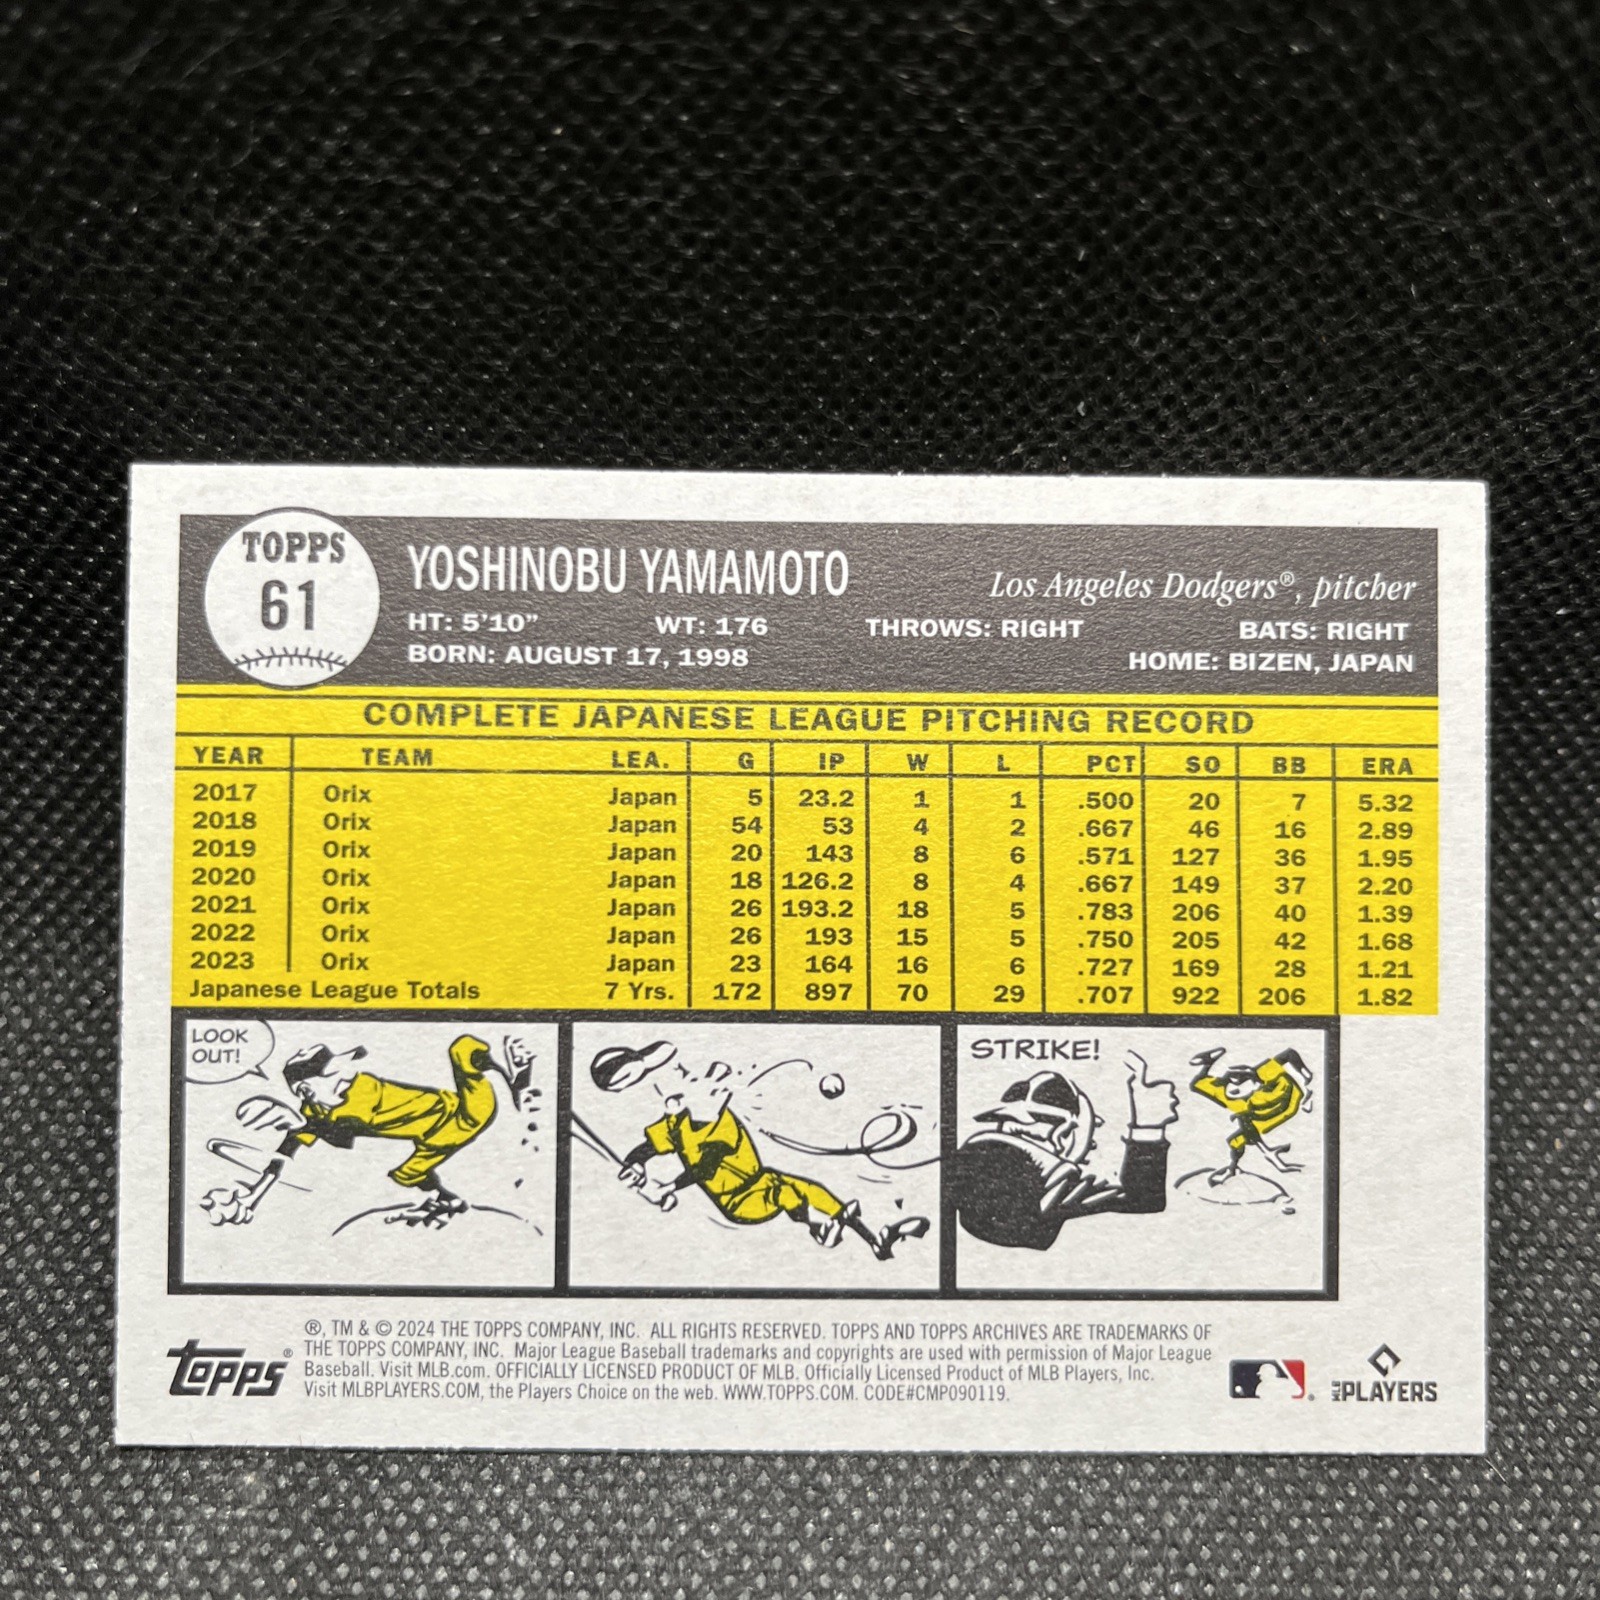 TOPPS
61
YOSHINOBU YAMAMOTO
Los Angeles Dodgers®, pitcher
HT: 5'10" WT: 176 THROWS: RIGHT BATS: RIGHT
BORN: AUGUST 17, 1998 HOME: BIZEN, JAPAN
COMPLETE JAPANESE LEAGUE PITCHING RECORD
YEAR TEAM LEA. G IP W L PCT SO BB ERA
2017 Orix Japan 5 23.2 1 1 .500 20 7 5.32
2018 Orix Japan 54 53 4 2 .667 46 16 2.89
2019 Orix Japan 20 143 8 6 .571 127 36 1.95
2020 Orix Japan 18 126.2 8 4 .667 149 37 2.20
2021 Orix Japan 26 193.2 18 5 .783 206 40 1.39
2022 Orix Japan 26 193 15 5 .750 205 42 1.68
2023 Orix Japan 23 164 16 6 .727 169 28 1.21
Japanese League Totals 7 Yrs. 172 897 70 29 .707 922 206 1.82
LOOK
OUT!
STRIKE!
®, TM & © 2024 THE TOPPS COMPANY, INC. ALL RIGHTS RESERVED. TOPPS AND TOPPS ARCHIVES ARE TRADEMARKS OF
THE TOPPS COMPANY, INC. Major League Baseball trademarks and copyrights are used with permission of Major League
Baseball. Visit MLB.com. OFFICIALLY LICENSED PRODUCT OF MLB. Officially Licensed Product of MLB Players, Inc.
Visit MLBPLAYERS.COM, the Players Choice on the web. WWW.TOPPS.COM. CODE#CMP090119.
topps®
MLB PLAYERS